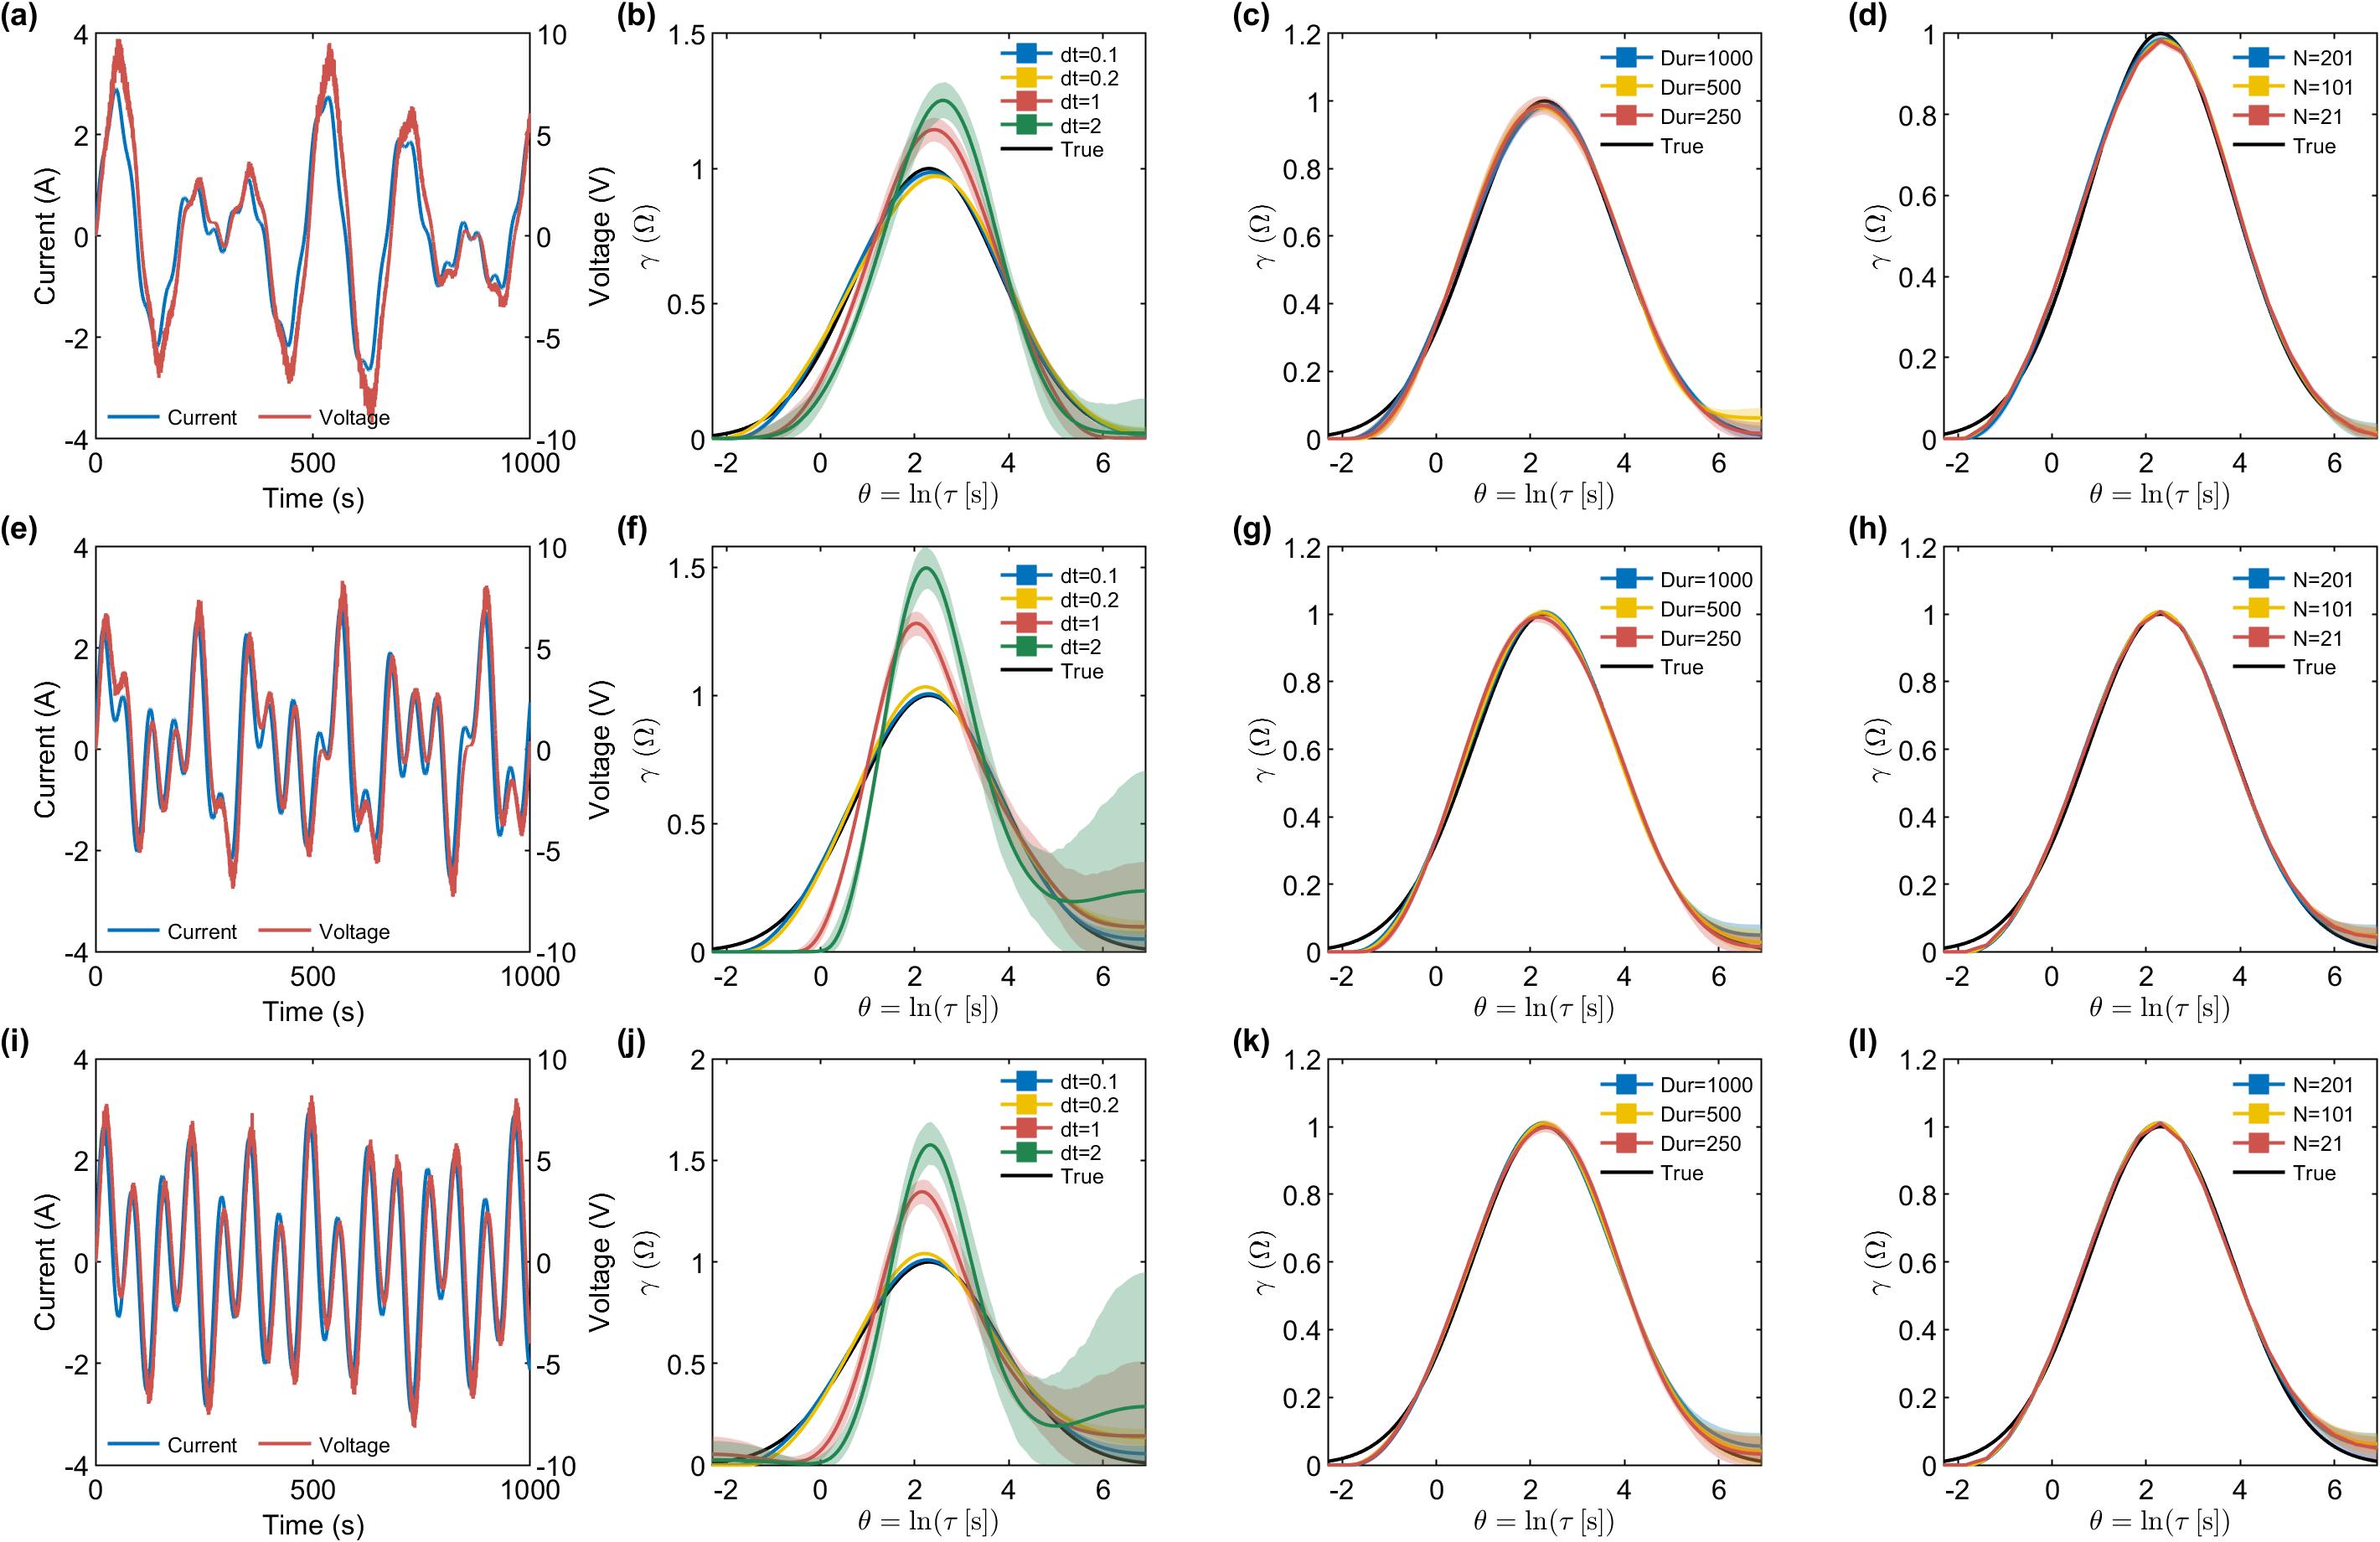 (a)
4
2
0
-2
-4
10
5
0
-5
-10
0
500
1000
Current (A)
Voltage (V)
Time (s)
Current
Voltage
(b)
1.5
1
0.5
0
-2
0
2
4
6
γ (Ω)
θ = ln(τ [s])
dt=0.1
dt=0.2
dt=1
dt=2
True
(c)
1.2
1
0.8
0.6
0.4
0.2
0
-2
0
2
4
6
γ (Ω)
θ = ln(τ [s])
Dur=1000
Dur=500
Dur=250
True
(d)
1
0.8
0.6
0.4
0.2
0
-2
0
2
4
6
γ (Ω)
θ = ln(τ [s])
N=201
N=101
N=21
True
(e)
4
2
0
-2
-4
10
5
0
-5
-10
0
500
1000
Current (A)
Voltage (V)
Time (s)
Current
Voltage
(f)
1.5
1
0.5
0
-2
0
2
4
6
γ (Ω)
θ = ln(τ [s])
dt=0.1
dt=0.2
dt=1
dt=2
True
(g)
1.2
1
0.8
0.6
0.4
0.2
0
-2
0
2
4
6
γ (Ω)
θ = ln(τ [s])
Dur=1000
Dur=500
Dur=250
True
(h)
1.2
1
0.8
0.6
0.4
0.2
0
-2
0
2
4
6
γ (Ω)
θ = ln(τ [s])
N=201
N=101
N=21
True
(i)
4
2
0
-2
-4
10
5
0
-5
-10
0
500
1000
Current (A)
Voltage (V)
Time (s)
Current
Voltage
(j)
2
1.5
1
0.5
0
-2
0
2
4
6
γ (Ω)
θ = ln(τ [s])
dt=0.1
dt=0.2
dt=1
dt=2
True
(k)
1.2
1
0.8
0.6
0.4
0.2
0
-2
0
2
4
6
γ (Ω)
θ = ln(τ [s])
Dur=1000
Dur=500
Dur=250
True
(l)
1.2
1
0.8
0.6
0.4
0.2
0
-2
0
2
4
6
γ (Ω)
θ = ln(τ [s])
N=201
N=101
N=21
True